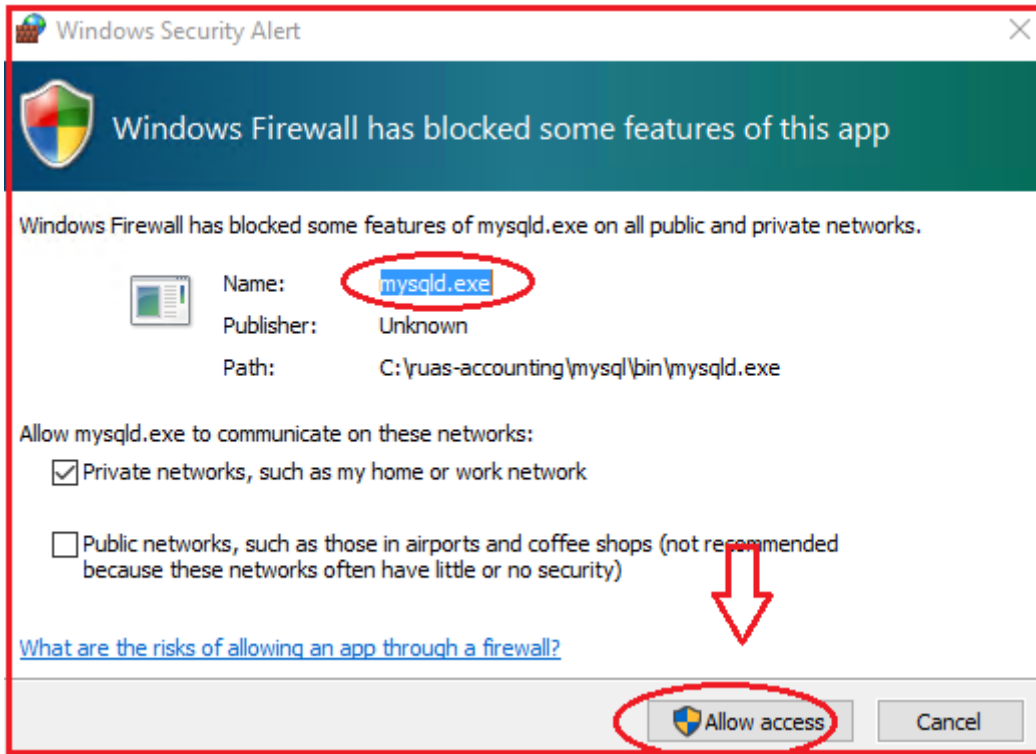 Windows Security Alert
Windows Firewall has blocked some features of this app
Windows Firewall has blocked some features of mysqld.exe on all public and private networks.
Name: mysqld.exe
Publisher: Unknown
Path: C:\ruas-accounting\mysql\bin\mysqld.exe
Allow mysqld.exe to communicate on these networks:
Private networks, such as my home or work network
Public networks, such as those in airports and coffee shops (not recommended
because these networks often have little or no security)
What are the risks of allowing an app through a firewall?
Allow access Cancel